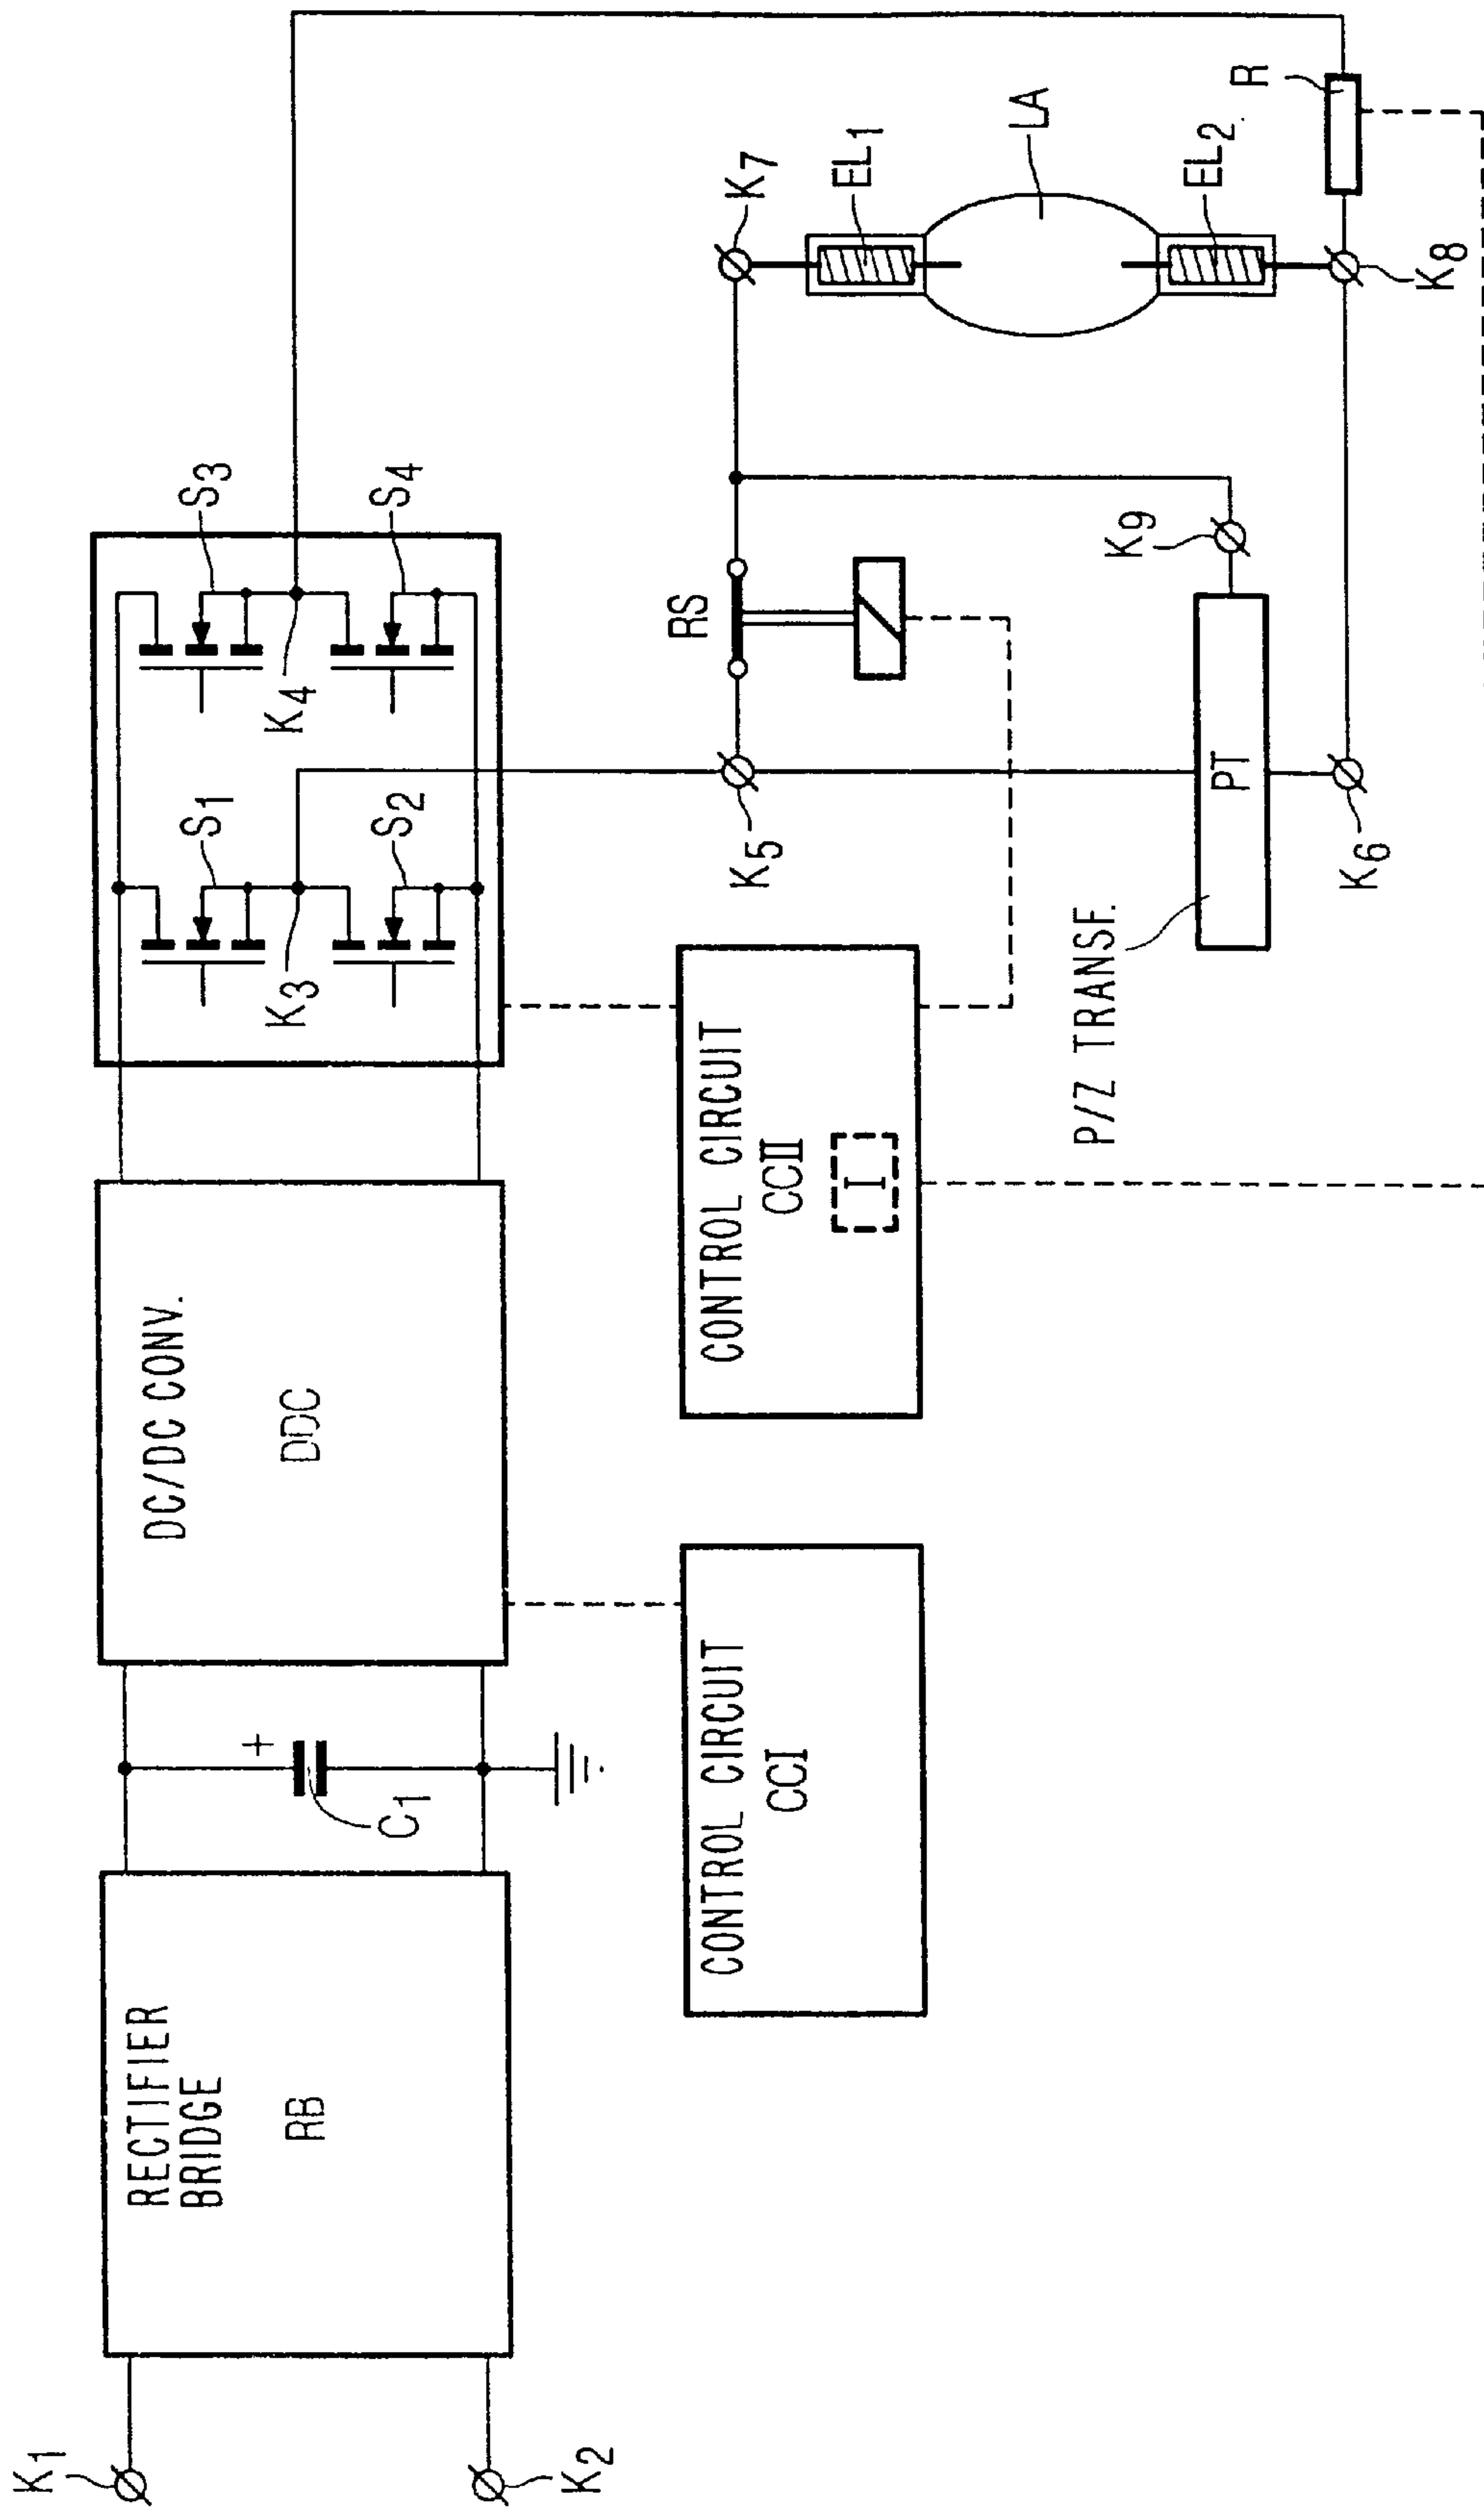 K1
K2
RECTIFIER
BRIDGE
RB
C1
+
DC/DC CONV.
DDC
CONTROL CIRCUIT
CCI
CONTROL CIRCUIT
CCII
I
S1
S2
S3
S4
K3
K4
K5
RS
K7
EL1
LA
EL2
R
K8
K9
P/Z TRANSF.
PT
K6